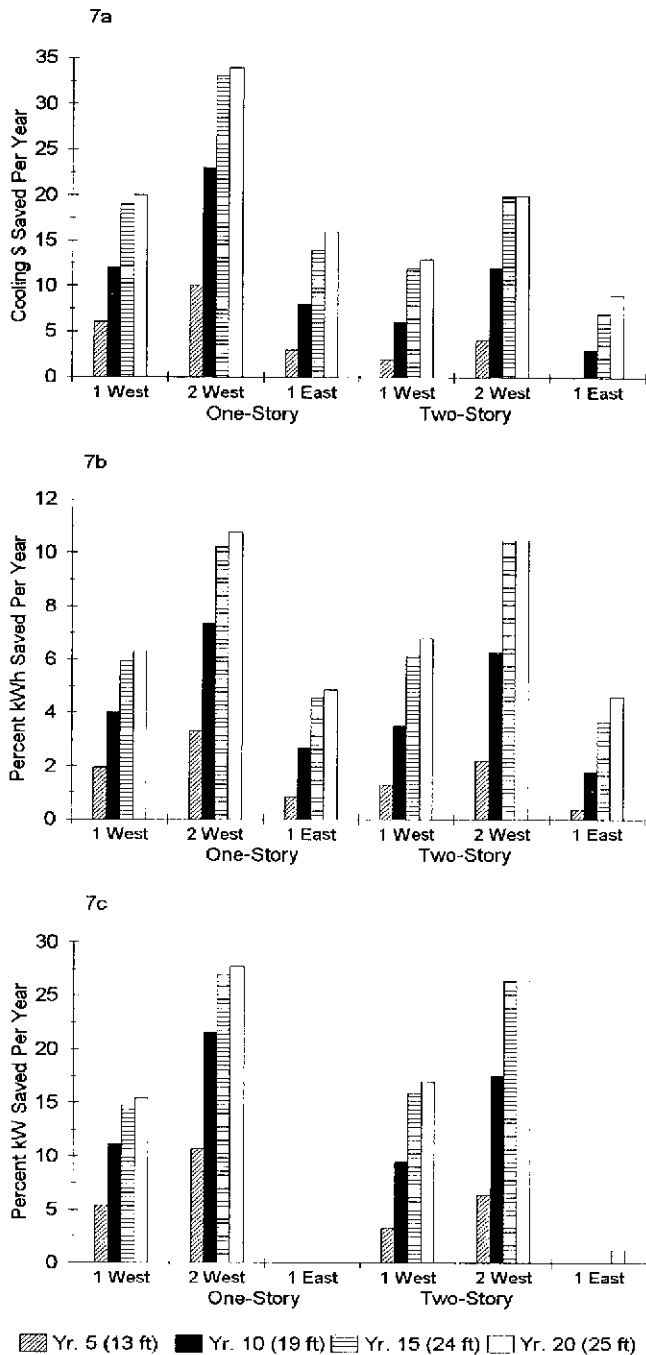 7a
Cooling $ Saved Per Year
35
30
25
20
15
10
5
0
1 West 2 West 1 East 1 West 2 West 1 East
One-Story Two-Story
7b
Percent kWh Saved Per Year
12
10
8
6
4
2
0
1 West 2 West 1 East 1 West 2 West 1 East
One-Story Two-Story
7c
Percent kW Saved Per Year
30
25
20
15
10
5
0
1 West 2 West 1 East 1 West 2 West 1 East
One-Story Two-Story
Yr. 5 (13 ft) Yr. 10 (19 ft) Yr. 15 (24 ft) Yr. 20 (25 ft)